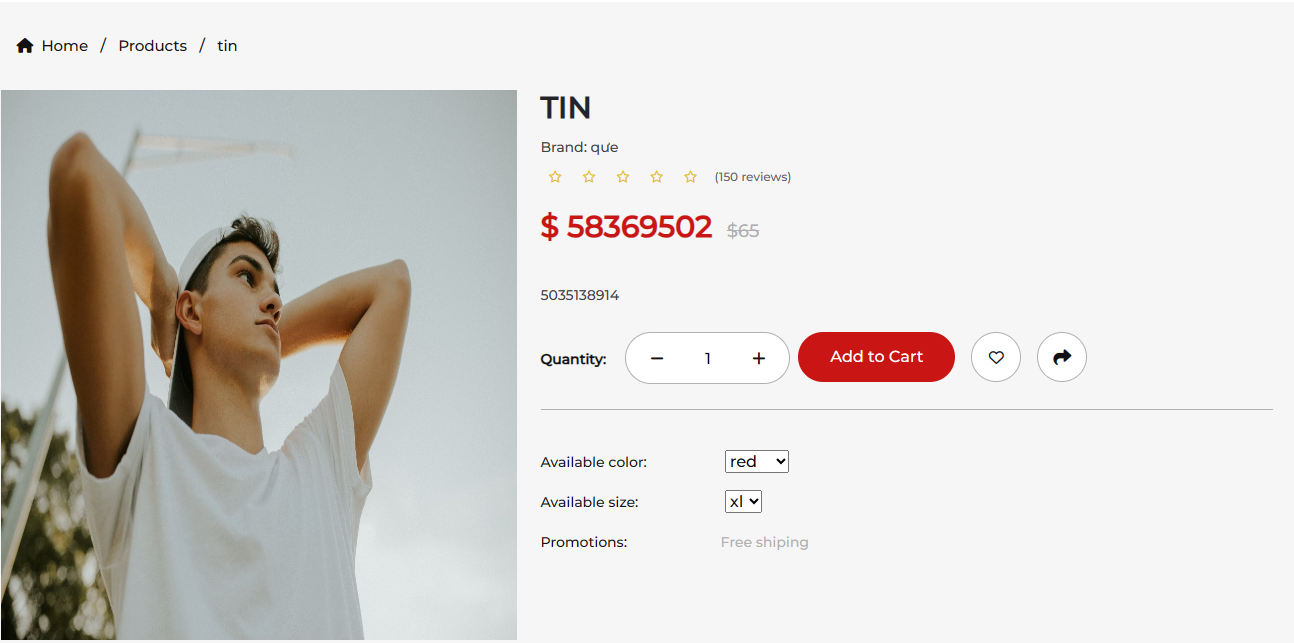 Home / Products / tin
TIN
Brand: qưe
(150 reviews)
$ 58369502 $65
5035138914
Quantity: − 1 + Add to Cart
Available color: red
Available size: xl
Promotions: Free shiping